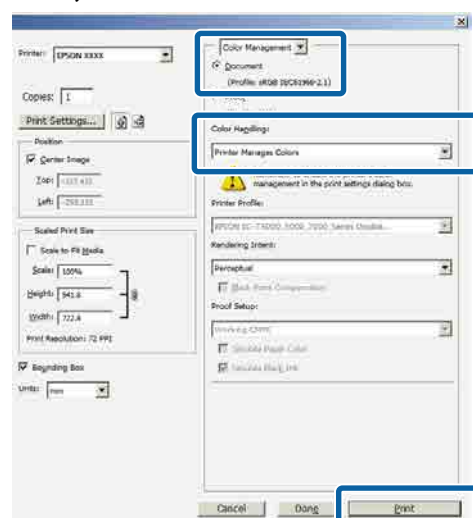 Printer: EPSON XXXX
Copies: 1
Print Settings...
Position
Center Image
Top:
Left:
Scaled Print Size
Scale to Fit Media
Scale: 100%
Height: 541.8
Width: 722.4
Print Resolution: 72 PPI
Bounding Box
Units: mm
Color Management
Document
(Profile: sRGB IEC61966-2.1)
Color Handling:
Printer Manages Colors
management in the print settings dialog box.
Printer Profile:
Rendering Intent:
Perceptual
Black Point Compensation
Proof Setup:
Working CMYK
Simulate Paper Color
Simulate Black Ink
Cancel
Done
Print